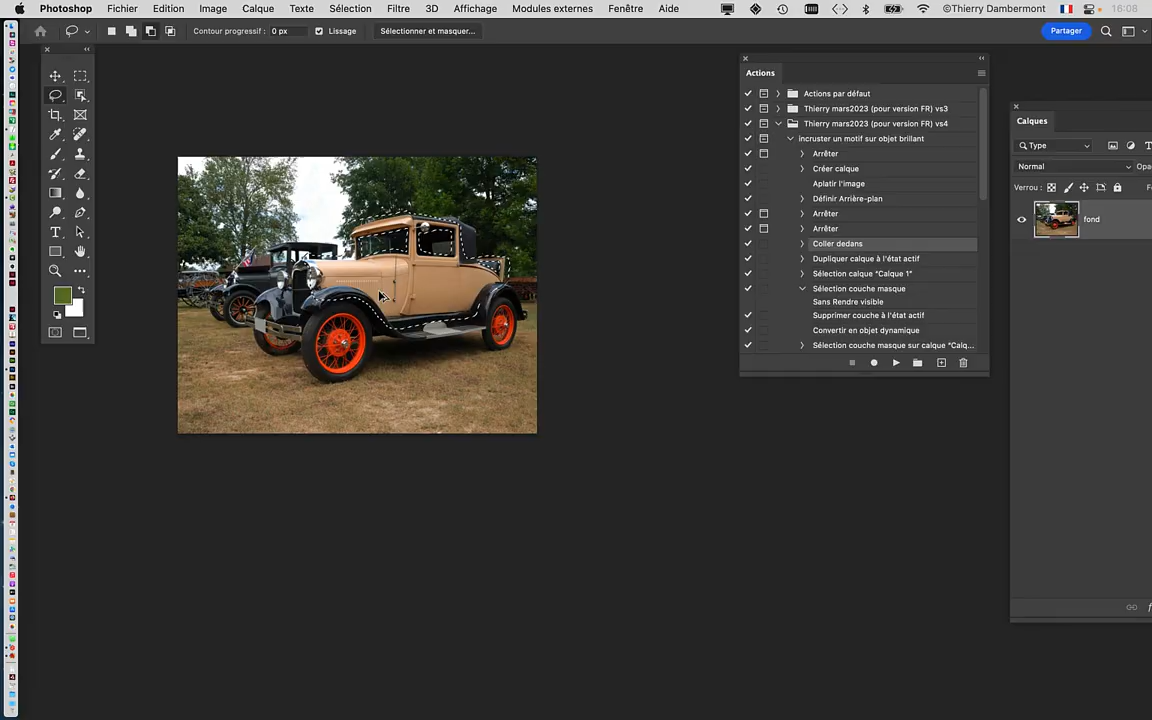 Photoshop Fichier Edition Image Calque Texte Sélection Filtre 3D Affichage Modules externes Fenêtre Aide ©Thierry Dambermont 16:08
Contour progressif : 0 px Lissage Sélectionner et masquer... Partager
Actions
Actions par défaut
Thierry mars2023 (pour version FR) vs3
Thierry mars2023 (pour version FR) vs4
incruster un motif sur objet brillant
Arrêter
Créer calque
Aplatir l'image
Définir Arrière-plan
Arrêter
Arrêter
Coller dedans
Dupliquer calque à l'état actif
Sélection calque "Calque 1"
Sélection couche masque
Sans Rendre visible
Supprimer couche à l'état actif
Convertir en objet dynamique
Sélection couche masque sur calque "Calq...
Calques
Type
Normal Opa
Verrou : F
fond